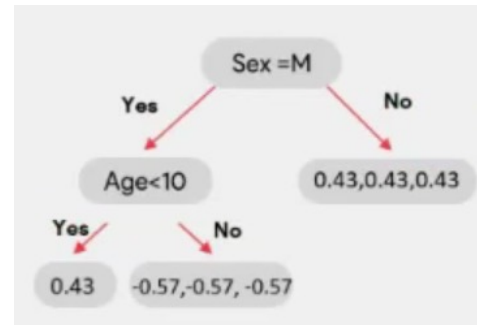 Sex =M
Yes
No
Age<10
0.43,0.43,0.43
Yes
No
0.43
-0.57,-0.57, -0.57